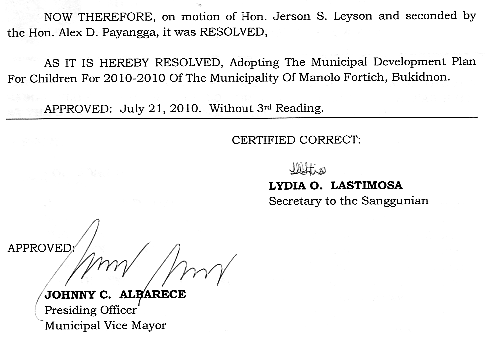 NOW THEREFORE, on motion of Hon. Jerson S. Leyson and seconded by
the Hon. Alex D. Payangga, it was RESOLVED,
AS IT IS HEREBY RESOLVED, Adopting The Municipal Development Plan
For Children For 2010-2010 Of The Municipality Of Manolo Fortich, Bukidnon.
APPROVED: July 21, 2010. Without 3rd Reading.
CERTIFIED CORRECT:
LYDIA O. LASTIMOSA
Secretary to the Sanggunian
APPROVED:
JOHNNY C. ALBARECE
Presiding Officer
Municipal Vice Mayor